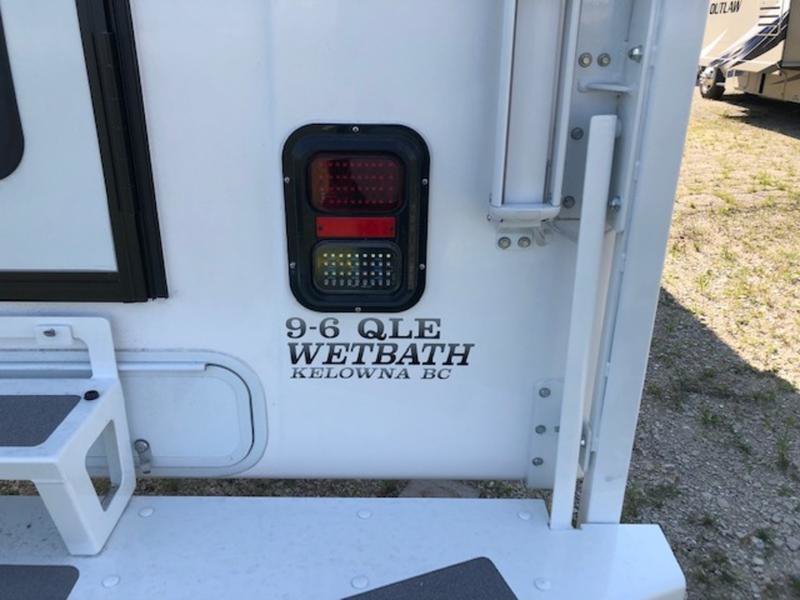 OUTLAW
9-6 QLE
WETBATH
KELOWNA BC